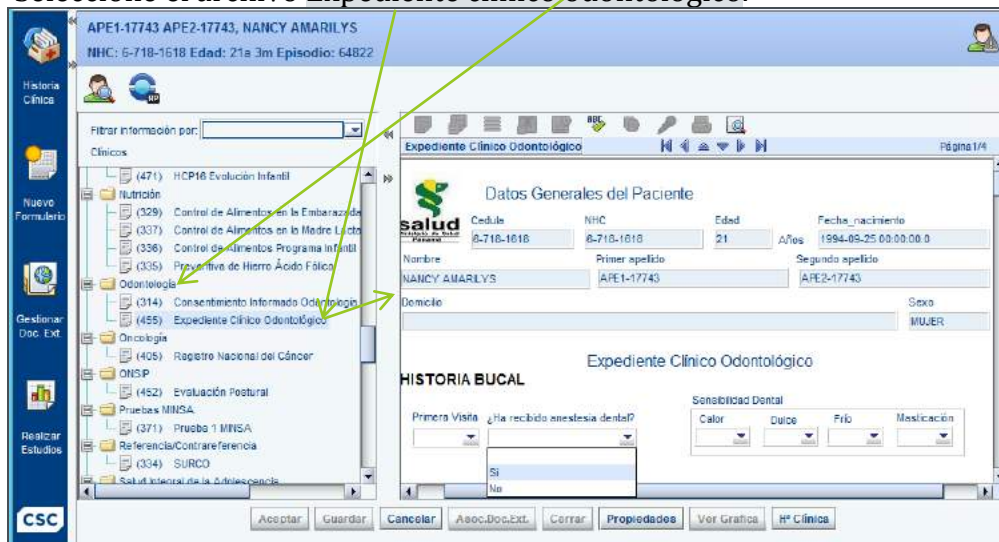 Seleccione el archivo Expediente clínico odontológico.
APE1-17743 APE2-17743, NANCY AMARILYS
NHC: 6-718-1618 Edad: 21a 3m Episodio: 64822
Historia Clínica
Nuevo Formulario
Gestionar Doc. Ext.
Realizar Estudios
CSC
Filtrar información por:
Clínicos
(471) HCP16 Evolución Infantil
Nutrición
(329) Control de Alimentos en la Embarazada
(337) Control de Alimentos en la Madre Lacta
(336) Control de Alimentos Programa Infantil
(335) Preventiva de Hierro Ácido Fólico
Odontología
(314) Consentimiento Informado Odontología
(455) Expediente Clínico Odontológico
Oncología
(405) Registro Nacional del Cáncer
ONSIP
(452) Evaluación Postural
Pruebas MINSA
(371) Prueba 1 MINSA
Referencia/Contrareferencia
(334) SURCO
Salud Integral de la Adolescencia
Expediente Clínico Odontológico Página1/4
salud
Datos Generales del Paciente
Cedula NHC Edad Fecha_nacimiento
6-718-1618 6-718-1618 21 Años 1994-09-25 00:00:00.0
Nombre Primer apellido Segundo apellido
NANCY AMARILYS APE1-17743 APE2-17743
Domicilio Sexo
MUJER
Expediente Clínico Odontológico
HISTORIA BUCAL
Sensibilidad Dental
Primera Visita ¿Ha recibido anestesia dental? Calor Dulce Frío Masticación
Si
No
Aceptar Guardar Cancelar Asoc.Doc.Ext. Cerrar Propiedades Ver Grafica Hª Clínica